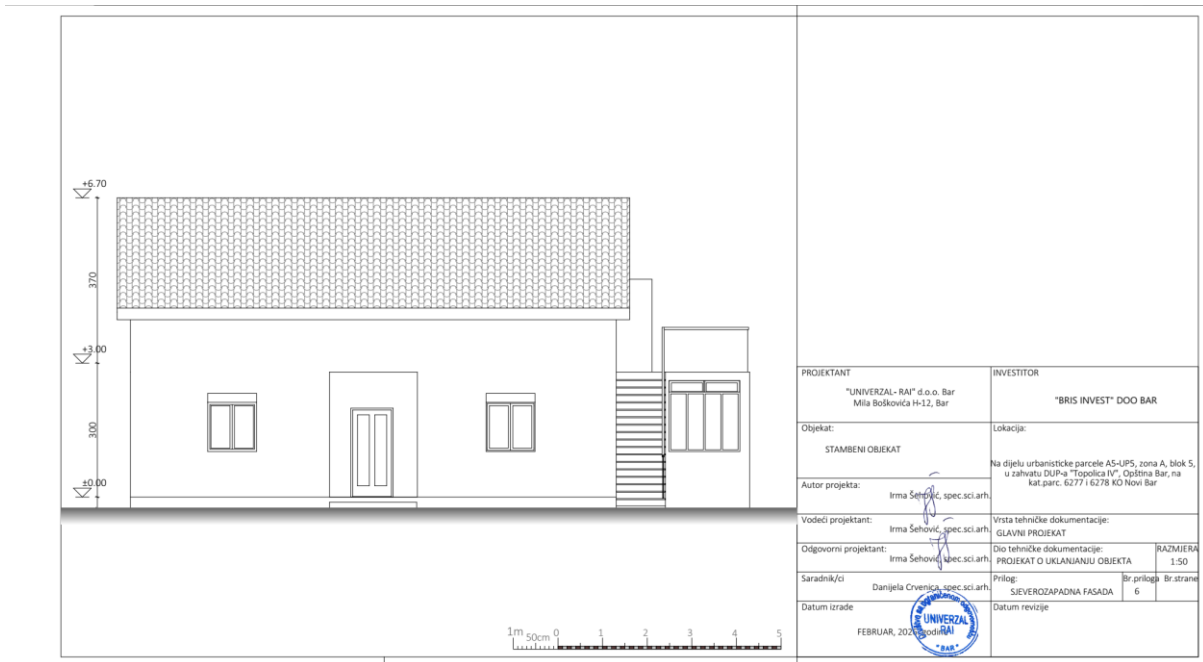 +6.70
370
+3.00
300
±0.00
1m 50cm 0 1 2 3 4 5
PROJEKTANT
"UNIVERZAL- RAI" d.o.o. Bar
Mila Boškovića H-12, Bar
INVESTITOR
"BRIS INVEST" DOO BAR
Objekat:
STAMBENI OBJEKAT
Lokacija:
Na dijelu urbanisticke parcele A5-UP5, zona A, blok 5,
u zahvatu DUP-a "Topolica IV", Opština Bar, na
kat.parc. 6277 i 6278 KO Novi Bar
Autor projekta:
Irma Šehović, spec.sci.arh.
Vodeći projektant:
Irma Šehović, spec.sci.arh.
Vrsta tehničke dokumentacije:
GLAVNI PROJEKAT
Odgovorni projektant:
Irma Šehović, spec.sci.arh.
Dio tehničke dokumentacije:
PROJEKAT O UKLANJANJU OBJEKTA
RAZMJERA
1:50
Saradnik/ci
Danijela Crvenica, spec.sci.arh.
Prilog:
SJEVEROZAPADNA FASADA
Br.priloga
6
Br.strane
Datum izrade
FEBRUAR,
Datum revizije
UNIVERZAL
RAI
"BAR"